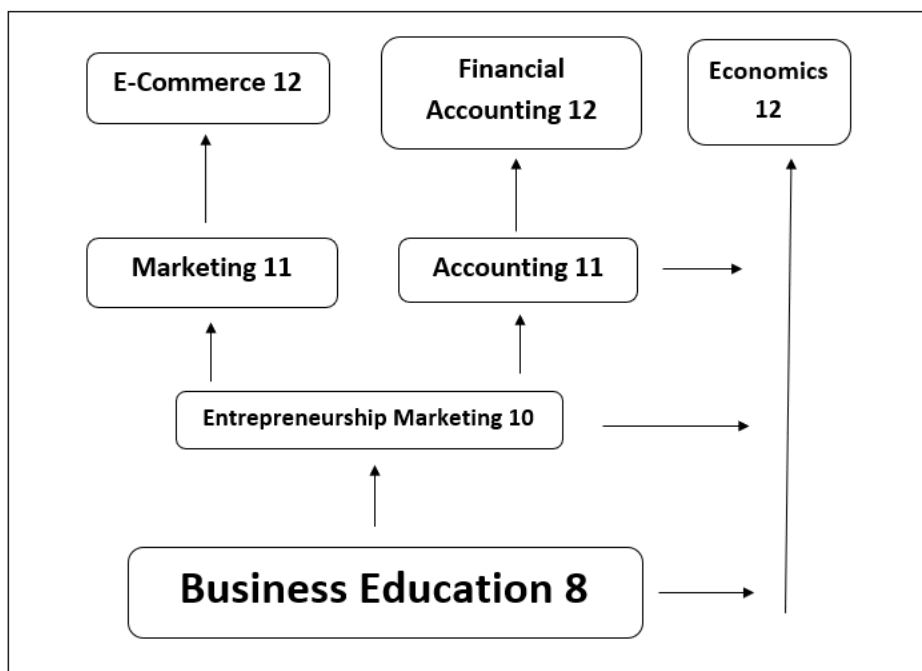 E-Commerce 12
Financial
Accounting 12
Economics
12
Marketing 11
Accounting 11
Entrepreneurship Marketing 10
Business Education 8